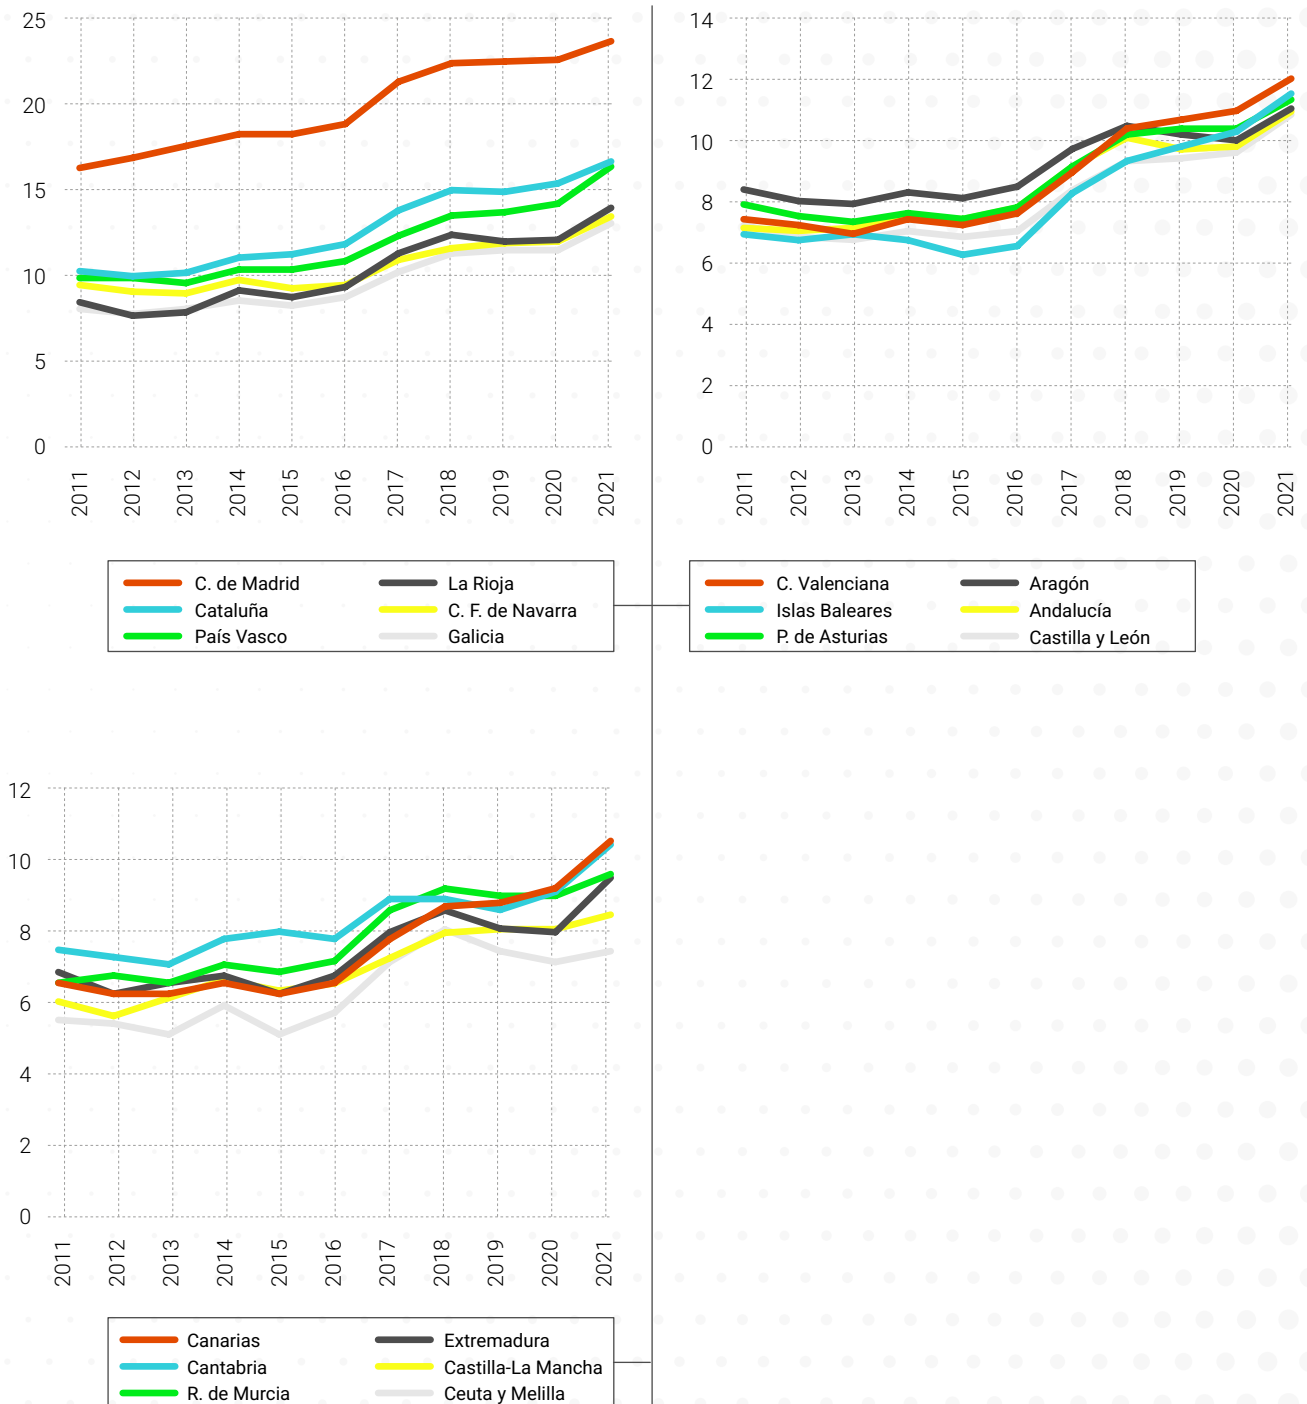 25
20
15
10
5
0
2011 2012 2013 2014 2015 2016 2017 2018 2019 2020 2021
C. de Madrid La Rioja
Cataluña C. F. de Navarra
País Vasco Galicia
14
12
10
8
6
4
2
0
2011 2012 2013 2014 2015 2016 2017 2018 2019 2020 2021
C. Valenciana Aragón
Islas Baleares Andalucía
P. de Asturias Castilla y León
12
10
8
6
4
2
0
2011 2012 2013 2014 2015 2016 2017 2018 2019 2020 2021
Canarias Extremadura
Cantabria Castilla-La Mancha
R. de Murcia Ceuta y Melilla